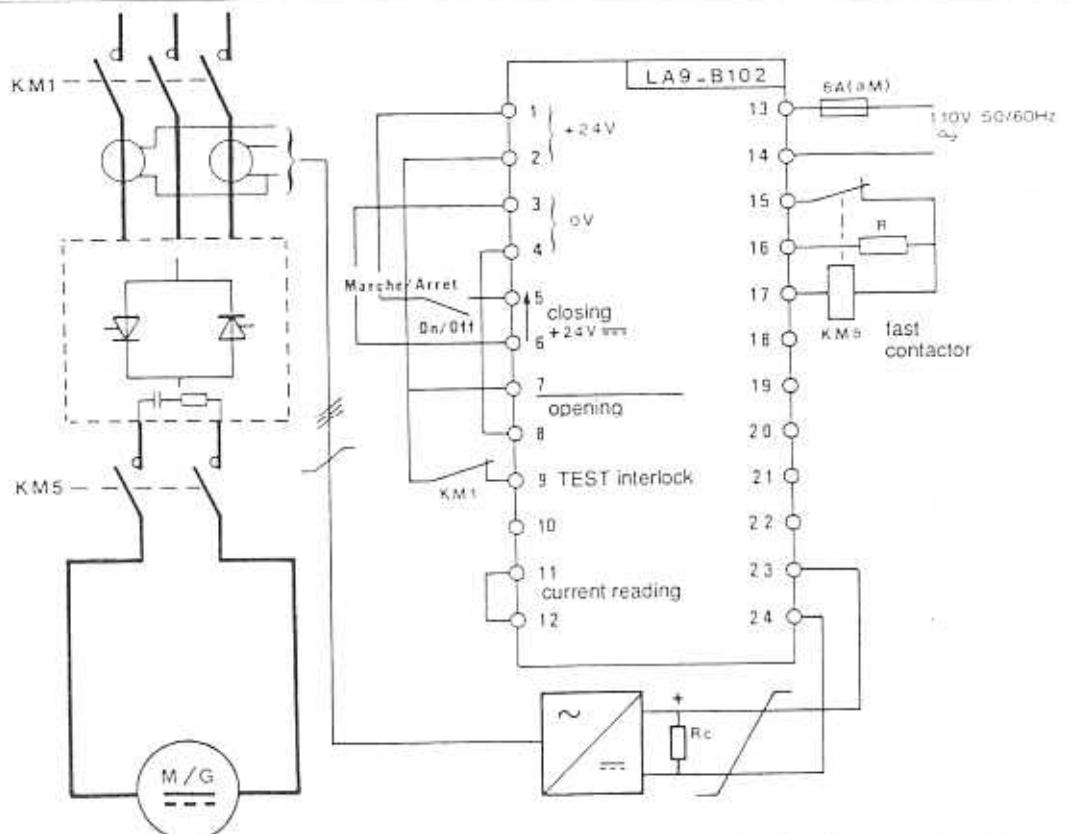 KM1
LA9-B102
1
+24V
2
3
0V
4
Marche/Arret
On/Off
5
closing
+24V
6
7
opening
8
KM1
9 TEST interlock
10
11
current reading
12
13
6A(aM)
110V 50/60Hz
14
15
16
R
17
KM5
fast
contactor
18
19
20
21
22
23
24
KM5
M/G
+
Rc